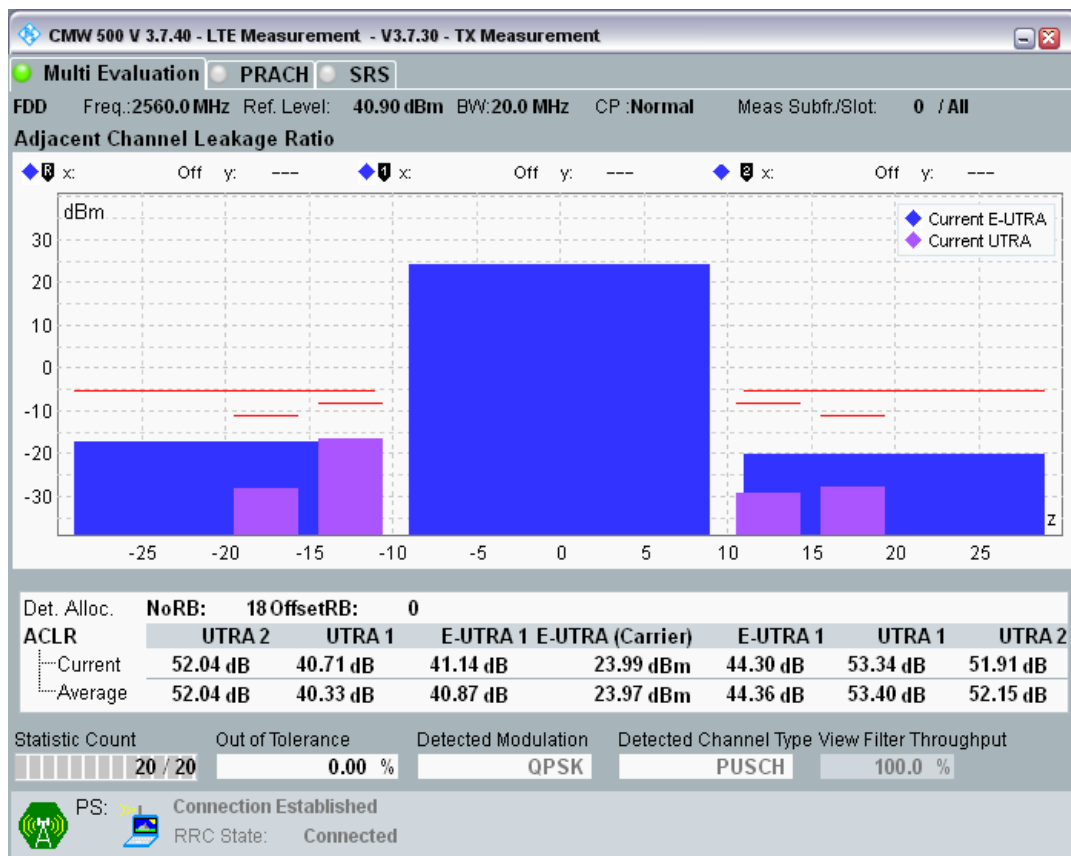 CMW 500 V 3.7.40 - LTE Measurement - V3.7.30 - TX Measurement
Multi Evaluation PRACH SRS
FDD Freq.:2560.0 MHz Ref. Level: 40.90 dBm BW:20.0 MHz CP :Normal Meas Subfr./Slot: 0 / All
Adjacent Channel Leakage Ratio
R x: Off y: --- 1 x: Off y: --- 2 x: Off y: ---
dBm
Current E-UTRA
Current UTRA
30
20
10
0
-10
-20
-30
z
-25 -20 -15 -10 -5 0 5 10 15 20 25
Det. Alloc. NoRB: 18 OffsetRB: 0
ACLR UTRA 2 UTRA 1 E-UTRA 1 E-UTRA (Carrier) E-UTRA 1 UTRA 1 UTRA 2
Current 52.04 dB 40.71 dB 41.14 dB 23.99 dBm 44.30 dB 53.34 dB 51.91 dB
Average 52.04 dB 40.33 dB 40.87 dB 23.97 dBm 44.36 dB 53.40 dB 52.15 dB
Statistic Count Out of Tolerance Detected Modulation Detected Channel Type View Filter Throughput
20 / 20 0.00 % QPSK PUSCH 100.0 %
PS: Connection Established
RRC State: Connected